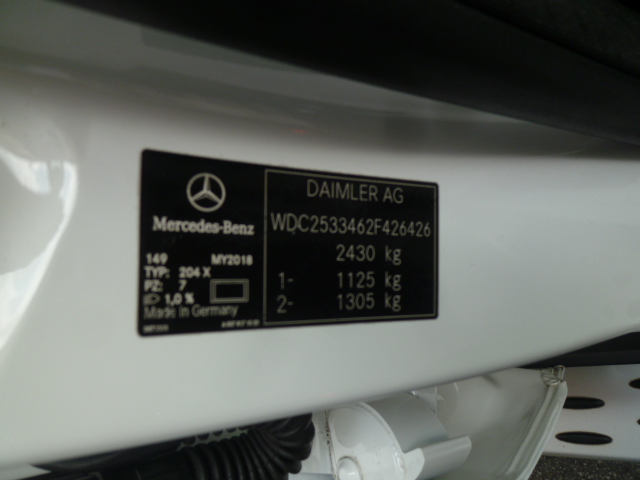 Mercedes-Benz
149 MY2018
TYP: 204 X
PZ: 7
1,0 %
Made in Germany
DAIMLER AG
WDC2533462F426426
2430 kg
1- 1125 kg
2- 1305 kg